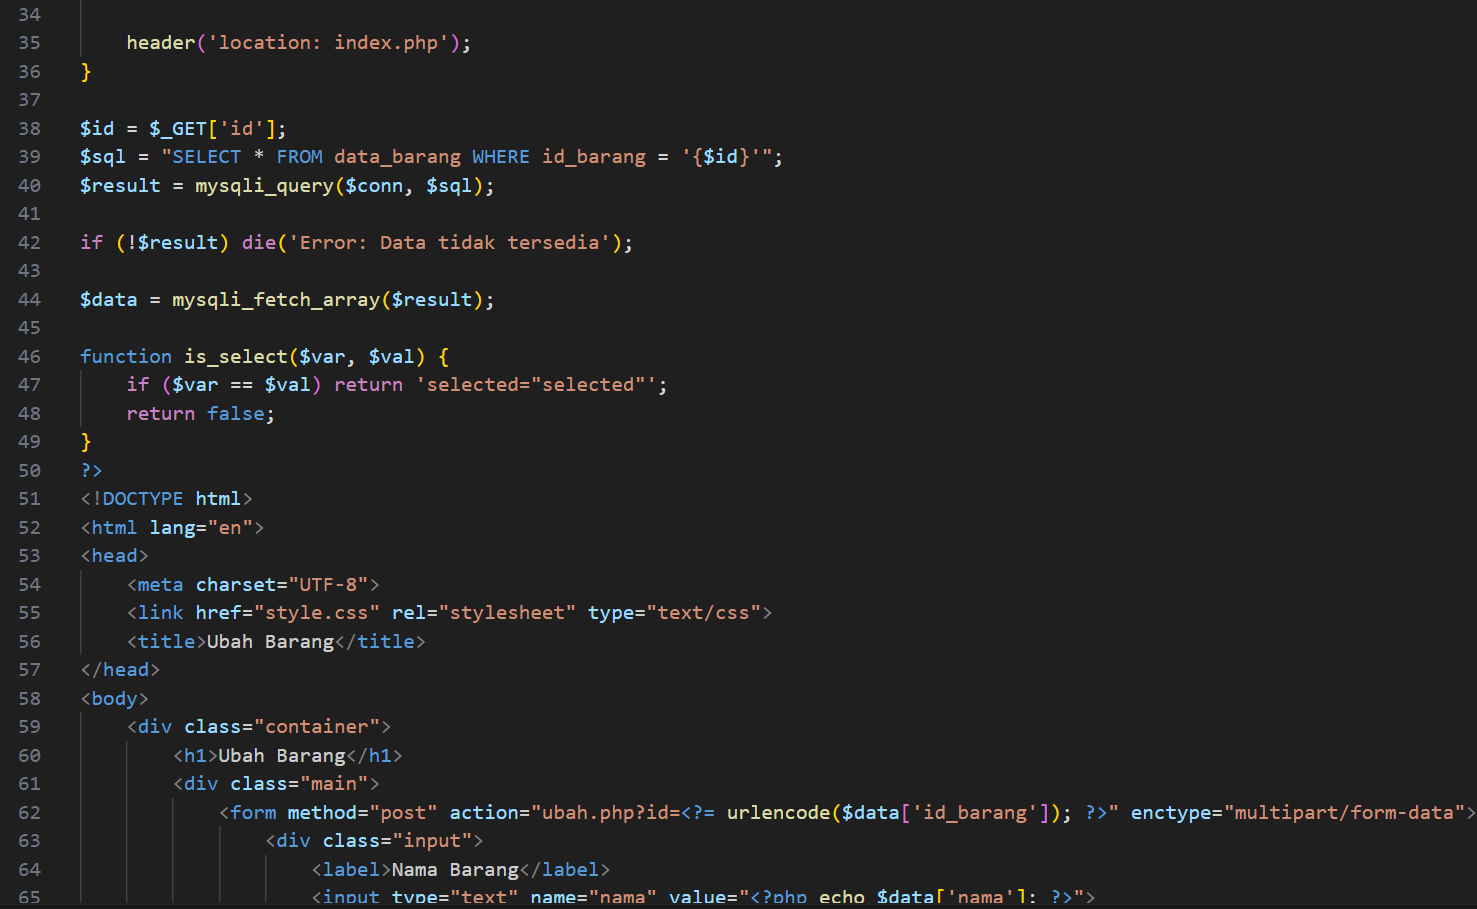 34
35 header('location: index.php');
36 }
37
38 $id = $_GET['id'];
39 $sql = "SELECT * FROM data_barang WHERE id_barang = '{$id}'";
40 $result = mysqli_query($conn, $sql);
41
42 if (!$result) die('Error: Data tidak tersedia');
43
44 $data = mysqli_fetch_array($result);
45
46 function is_select($var, $val) {
47 if ($var == $val) return 'selected="selected"';
48 return false;
49 }
50 ?>
51 <!DOCTYPE html>
52 <html lang="en">
53 <head>
54 <meta charset="UTF-8">
55 <link href="style.css" rel="stylesheet" type="text/css">
56 <title>Ubah Barang</title>
57 </head>
58 <body>
59 <div class="container">
60 <h1>Ubah Barang</h1>
61 <div class="main">
62 <form method="post" action="ubah.php?id=<?= urlencode($data['id_barang']); ?>" enctype="multipart/form-data">
63 <div class="input">
64 <label>Nama Barang</label>
65 <input type="text" name="nama" value="<?php echo $data['nama']; ?>">